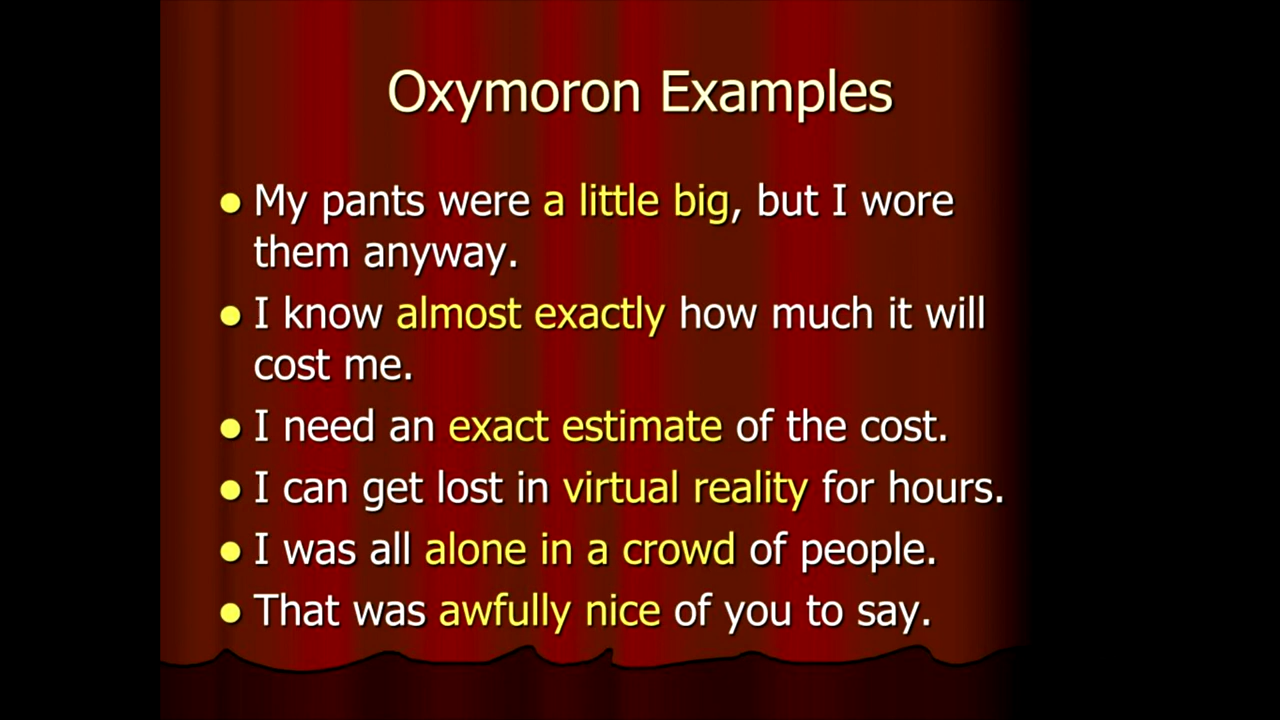 Oxymoron Examples
● My pants were a little big, but I wore
them anyway.
● I know almost exactly how much it will
cost me.
● I need an exact estimate of the cost.
● I can get lost in virtual reality for hours.
● I was all alone in a crowd of people.
● That was awfully nice of you to say.